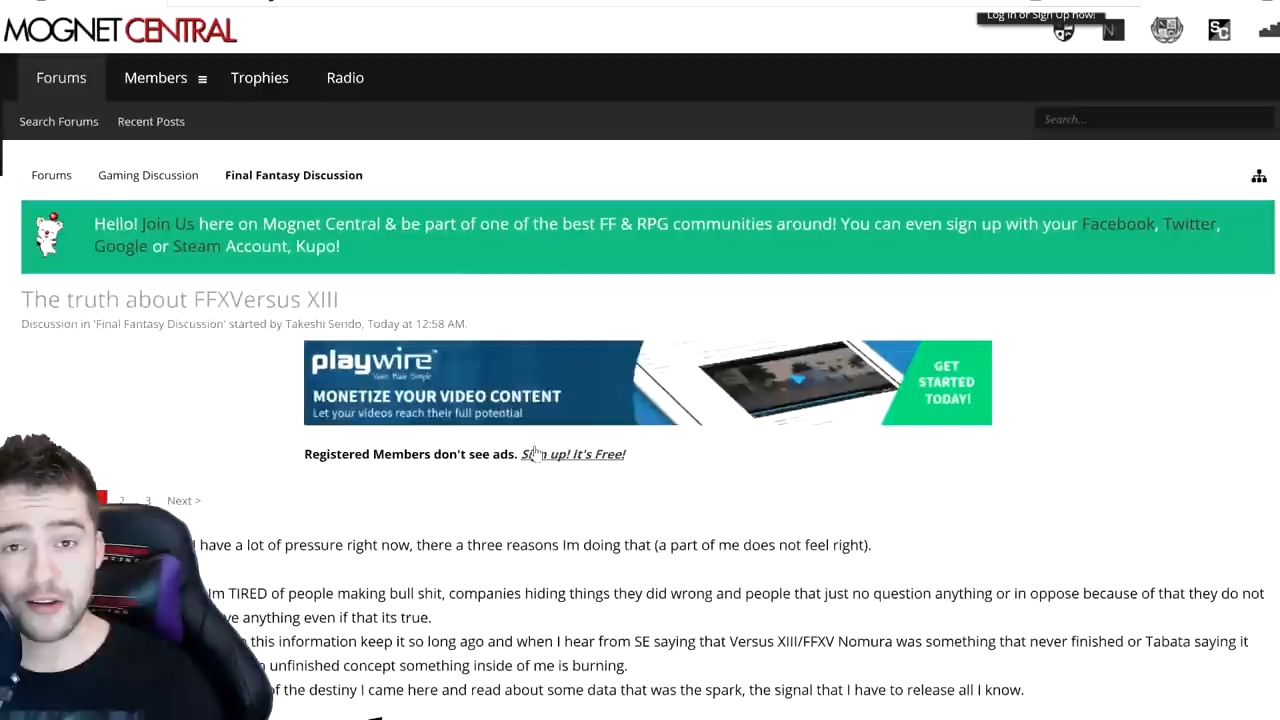 Log in or Sign Up now!
MOGNET CENTRAL
N
SC
Forums
Members
Trophies
Radio
Search Forums
Recent Posts
Search...
Forums
Gaming Discussion
Final Fantasy Discussion
Hello! Join Us here on Mognet Central & be part of one of the best FF & RPG communities around! You can even sign up with your Facebook, Twitter,
Google or Steam Account, Kupo!
The truth about FFXVersus XIII
Discussion in 'Final Fantasy Discussion' started by Takeshi Sendo, Today at 12:58 AM.
playwire
Video Made Simple
MONETIZE YOUR VIDEO CONTENT
Let your videos reach their full potential
GET
STARTED
TODAY!
Registered Members don't see ads. Sign up! It's Free!
2 3 Next >
I have a lot of pressure right now, there a three reasons Im doing that (a part of me does not feel right).
Im TIRED of people making bull shit, companies hiding things they did wrong and people that just no question anything or in oppose because of that they do not
anything even if that its true.
this information keep it so long ago and when I hear from SE saying that Versus XIII/FFXV Nomura was something that never finished or Tabata saying it
unfinished concept something inside of me is burning.
of the destiny I came here and read about some data that was the spark, the signal that I have to release all I know.